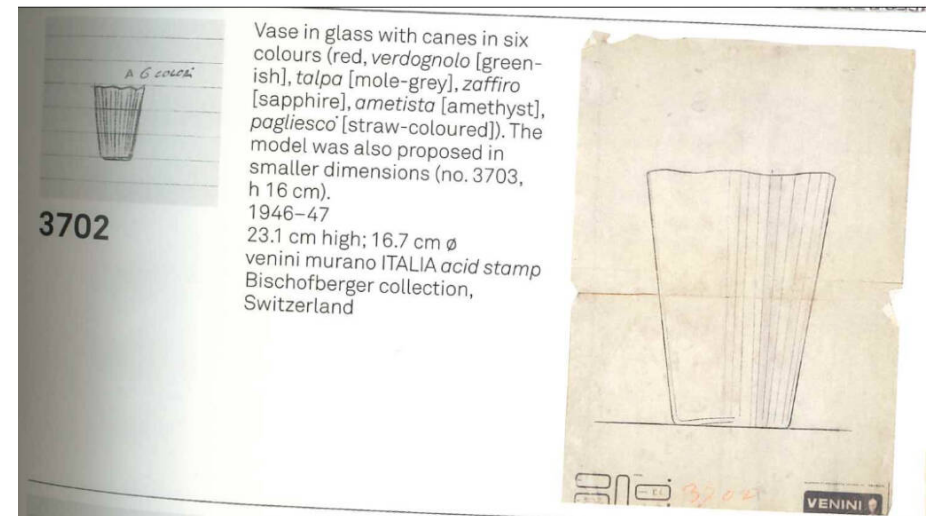 A 6 COLORI
3702
Vase in glass with canes in six
colours (red, verdognolo [green-
ish], talpa [mole-grey], zaffiro
[sapphire], ametista [amethyst],
pagliesco [straw-coloured]). The
model was also proposed in
smaller dimensions (no. 3703,
h 16 cm).
1946–47
23.1 cm high; 16.7 cm ø
venini murano ITALIA acid stamp
Bischofberger collection,
Switzerland
3702
VENINI